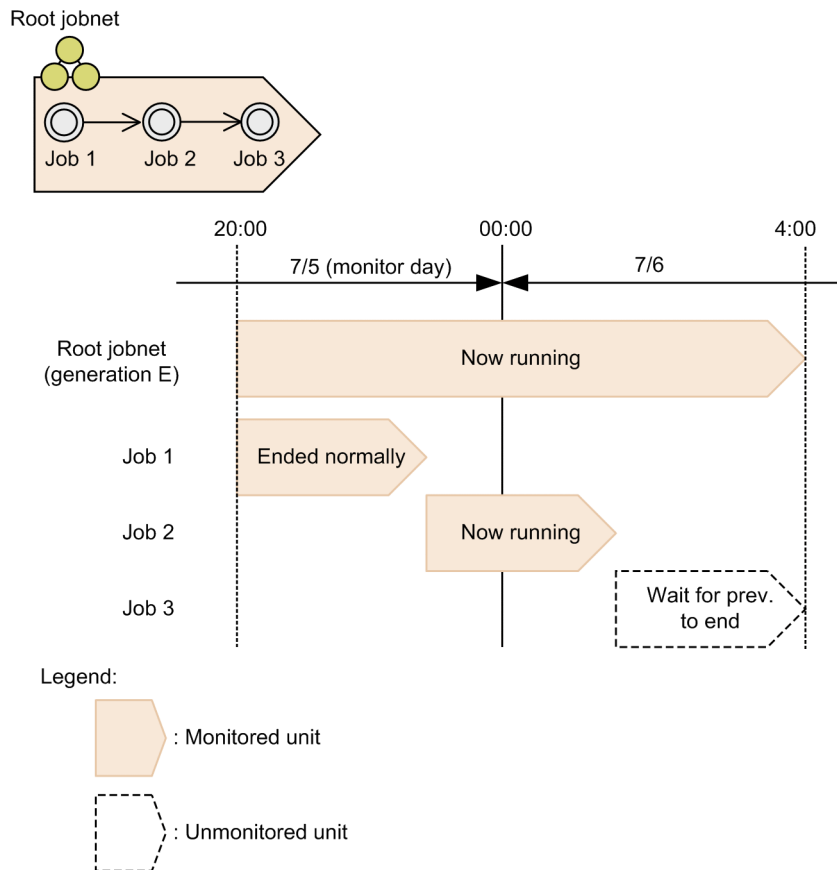 Root jobnet
Job 1
Job 2
Job 3
20:00
00:00
4:00
7/5 (monitor day)
7/6
Root jobnet
(generation E)
Now running
Job 1
Ended normally
Job 2
Now running
Job 3
Wait for prev.
to end
Legend:
: Monitored unit
: Unmonitored unit